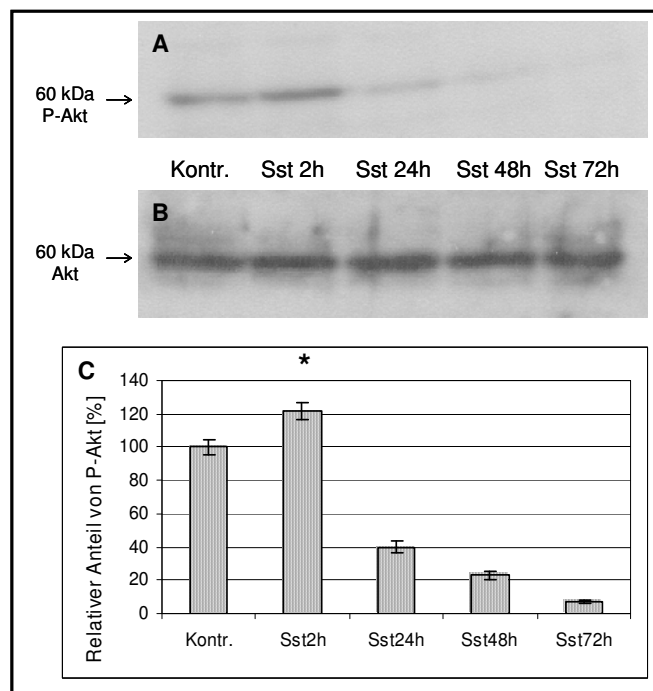 A
60 kDa
P-Akt
Kontr. Sst 2h Sst 24h Sst 48h Sst 72h
B
60 kDa
Akt
C
*
Relativer Anteil von P-Akt [%]
140
120
100
80
60
40
20
0
Kontr. Sst2h Sst24h Sst48h Sst72h